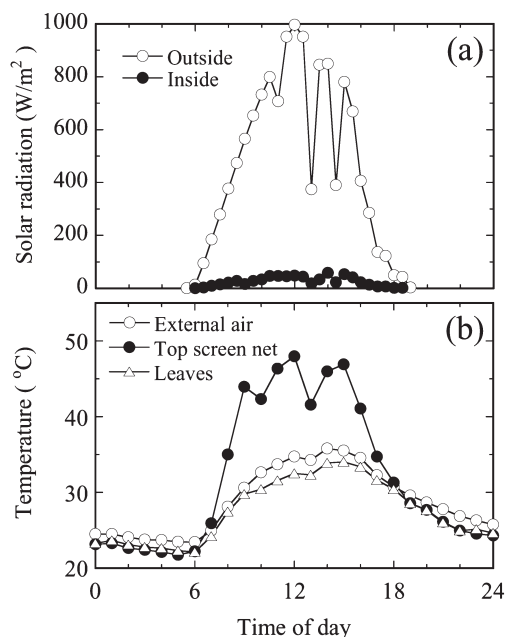 1000
(a)
Outside
800
Inside
Solar radiation (W/m²)
600
400
200
0
(b)
External air
50
Top screen net
Leaves
Temperature ( °C)
40
30
20
0
6
12
18
24
Time of day